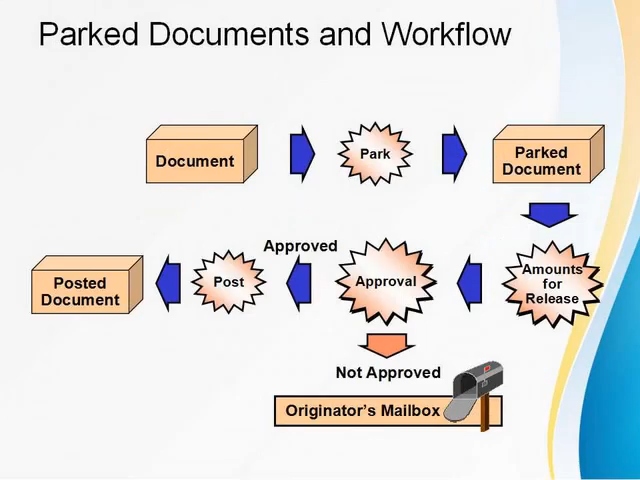 Parked Documents and Workflow
Document
Park
Parked
Document
Amounts
for
Release
Approval
Approved
Post
Posted
Document
Not Approved
Originator's Mailbox